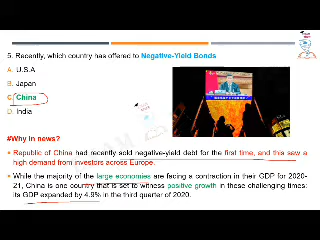 5. Recently, which country has offered to Negative-Yield Bonds
A. U.S.A
B. Japan
C. China
D. India
#Why in news?
Republic of China had recently sold negative-yield debt for the first time, and this saw a
high demand from investors across Europe.
While the majority of the large economies are facing a contraction in their GDP for 2020-
21, China is one country that is set to witness positive growth in these challenging times:
its GDP expanded by 4.9% in the third quarter of 2020.